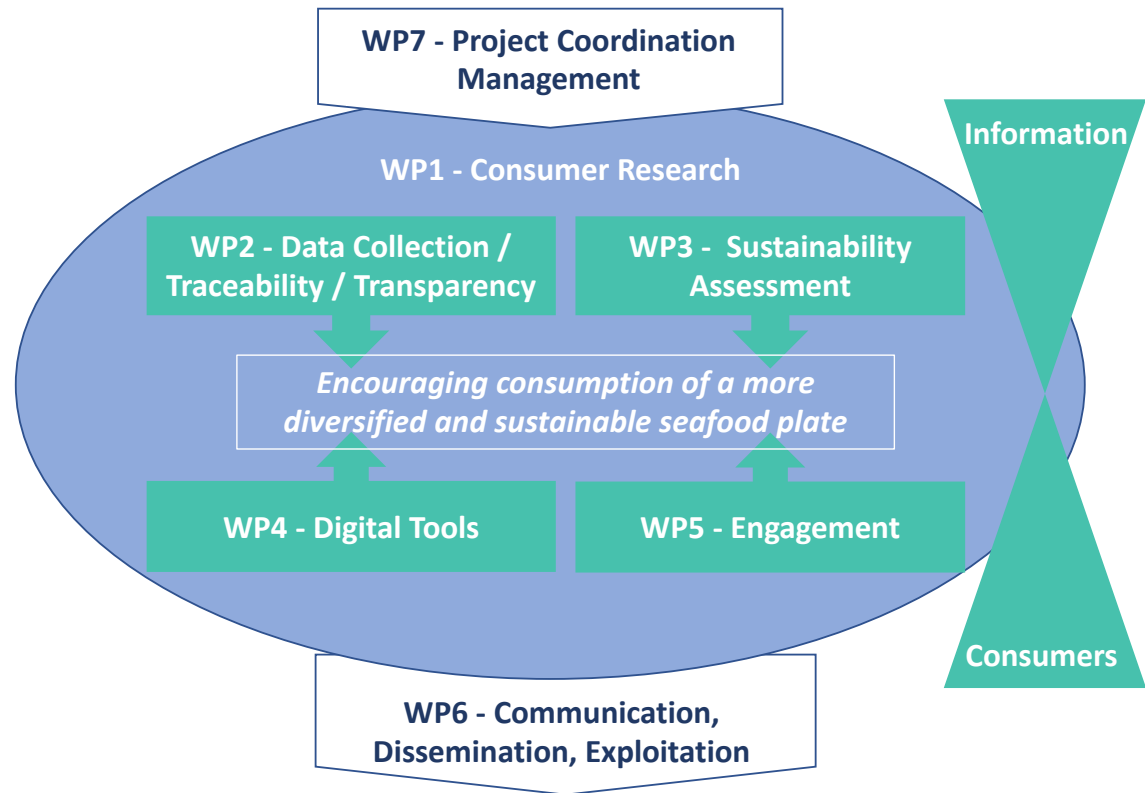 WP7 - Project Coordination
Management
Information
WP1 - Consumer Research
WP2 - Data Collection /
Traceability / Transparency
WP3 - Sustainability
Assessment
Encouraging consumption of a more
diversified and sustainable seafood plate
WP4 - Digital Tools
WP5 - Engagement
Consumers
WP6 - Communication,
Dissemination, Exploitation